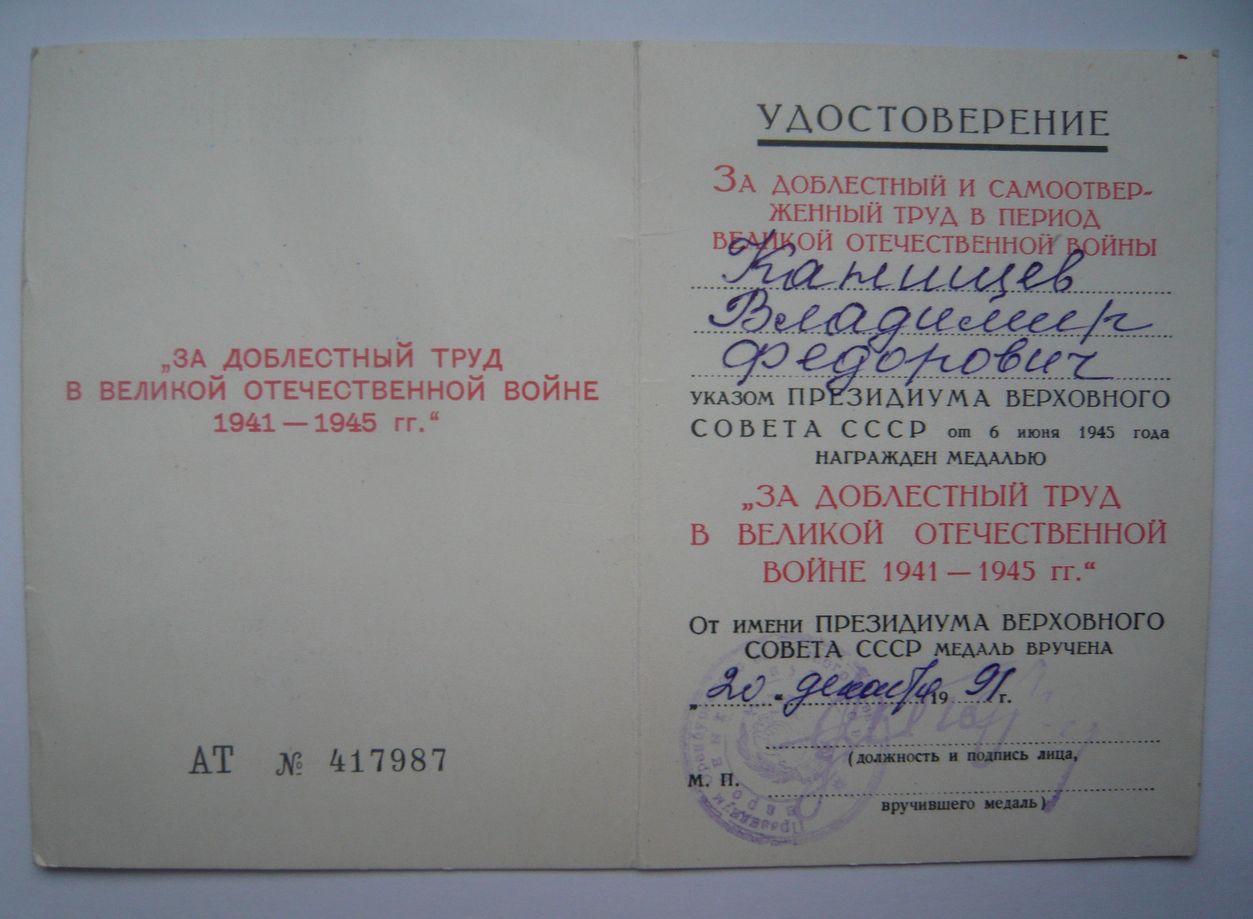 „ЗА ДОБЛЕСТНЫЙ ТРУД
В ВЕЛИКОЙ ОТЕЧЕСТВЕННОЙ ВОЙНЕ
1941 — 1945 гг.“
АТ № 417987
УДОСТОВЕРЕНИЕ
ЗА ДОБЛЕСТНЫЙ И САМООТВЕР-
ЖЕННЫЙ ТРУД В ПЕРИОД
ВЕЛИКОЙ ОТЕЧЕСТВЕННОЙ ВОЙНЫ
Канищев
Владимир
Федорович
УКАЗОМ ПРЕЗИДИУМА ВЕРХОВНОГО
СОВЕТА СССР от 6 июня 1945 года
НАГРАЖДЕН МЕДАЛЬЮ
„ЗА ДОБЛЕСТНЫЙ ТРУД
В ВЕЛИКОЙ ОТЕЧЕСТВЕННОЙ
ВОЙНЕ 1941 — 1945 гг.“
ОТ ИМЕНИ ПРЕЗИДИУМА ВЕРХОВНОГО
СОВЕТА СССР МЕДАЛЬ ВРУЧЕНА
„20“ декабря 1991 г.
(должность и подпись лица,
М. П.
вручившего медаль)